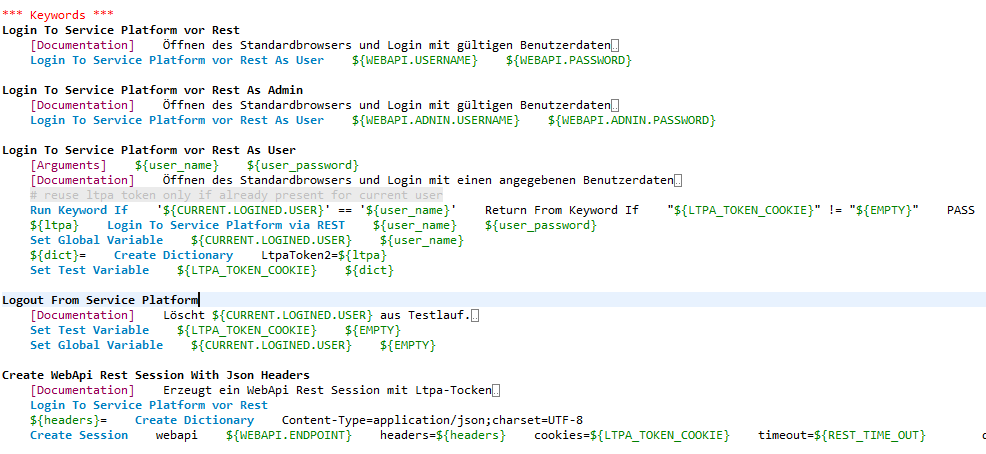 *** Keywords ***
Login To Service Platform vor Rest
[Documentation]    Öffnen des Standardbrowsers und Login mit gültigen Benutzerdaten
Login To Service Platform vor Rest As User    ${WEBAPI.USERNAME}    ${WEBAPI.PASSWORD}
Login To Service Platform vor Rest As Admin
[Documentation]    Öffnen des Standardbrowsers und Login mit gültigen Benutzerdaten
Login To Service Platform vor Rest As User    ${WEBAPI.ADNIN.USERNAME}    ${WEBAPI.ADNIN.PASSWORD}
Login To Service Platform vor Rest As User
[Arguments]    ${user_name}    ${user_password}
[Documentation]    Öffnen des Standardbrowsers und Login mit einen angegebenen Benutzerdaten
# reuse ltpa token only if already present for current user
Run Keyword If    '${CURRENT.LOGINED.USER}' == '${user_name}'    Return From Keyword If    "${LTPA_TOKEN_COOKIE}" != "${EMPTY}"    PASS
${ltpa}    Login To Service Platform via REST    ${user_name}    ${user_password}
Set Global Variable    ${CURRENT.LOGINED.USER}    ${user_name}
${dict}=    Create Dictionary    LtpaToken2=${ltpa}
Set Test Variable    ${LTPA_TOKEN_COOKIE}    ${dict}
Logout From Service Platform
[Documentation]    Löscht ${CURRENT.LOGINED.USER} aus Testlauf.
Set Test Variable    ${LTPA_TOKEN_COOKIE}    ${EMPTY}
Set Global Variable    ${CURRENT.LOGINED.USER}    ${EMPTY}
Create WebApi Rest Session With Json Headers
[Documentation]    Erzeugt ein WebApi Rest Session mit Ltpa-Tocken
Login To Service Platform vor Rest
${headers}=    Create Dictionary    Content-Type=application/json;charset=UTF-8
Create Session    webapi    ${WEBAPI.ENDPOINT}    headers=${headers}    cookies=${LTPA_TOKEN_COOKIE}    timeout=${REST_TIME_OUT}